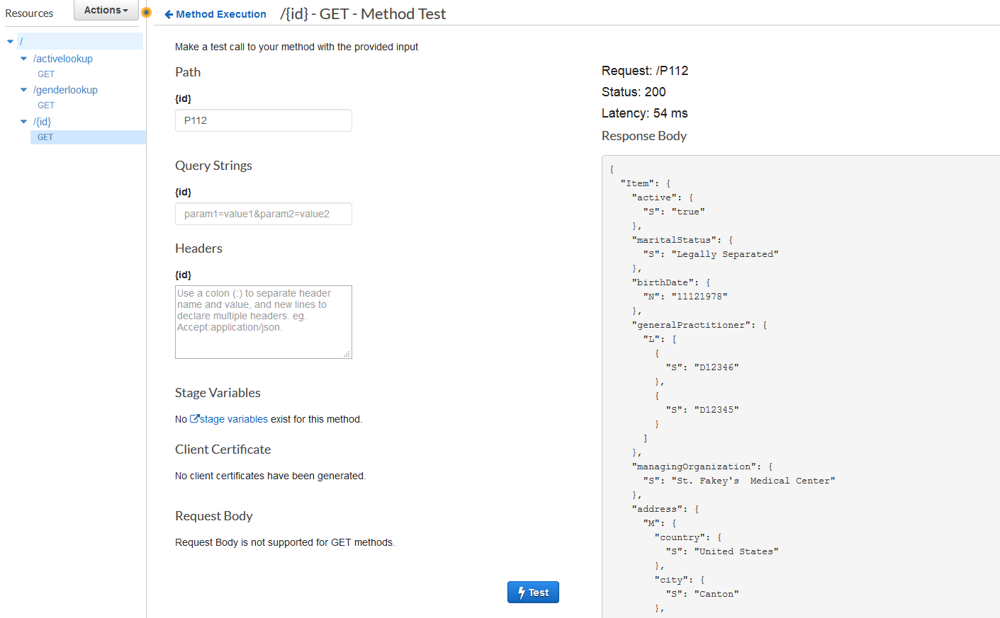 Resources
Actions
Method Execution
/{id} - GET - Method Test
/
/activelookup
GET
/genderlookup
GET
/{id}
GET
Make a test call to your method with the provided input
Path
{id}
P112
Query Strings
{id}
param1=value1&param2=value2
Headers
{id}
Use a colon (:) to separate header
name and value, and new lines to
declare multiple headers. eg.
Accept:application/json.
Stage Variables
No stage variables exist for this method.
Client Certificate
No client certificates have been generated.
Request Body
Request Body is not supported for GET methods.
Test
Request: /P112
Status: 200
Latency: 54 ms
Response Body
{
  "Item": {
    "active": {
      "S": "true"
    },
    "maritalStatus": {
      "S": "Legally Separated"
    },
    "birthDate": {
      "N": "11121978"
    },
    "generalPractitioner": {
      "L": [
        {
          "S": "D12346"
        },
        {
          "S": "D12345"
        }
      ]
    },
    "managingOrganization": {
      "S": "St. Fakey's  Medical Center"
    },
    "address": {
      "M": {
        "country": {
          "S": "United States"
        },
        "city": {
          "S": "Canton"
        },